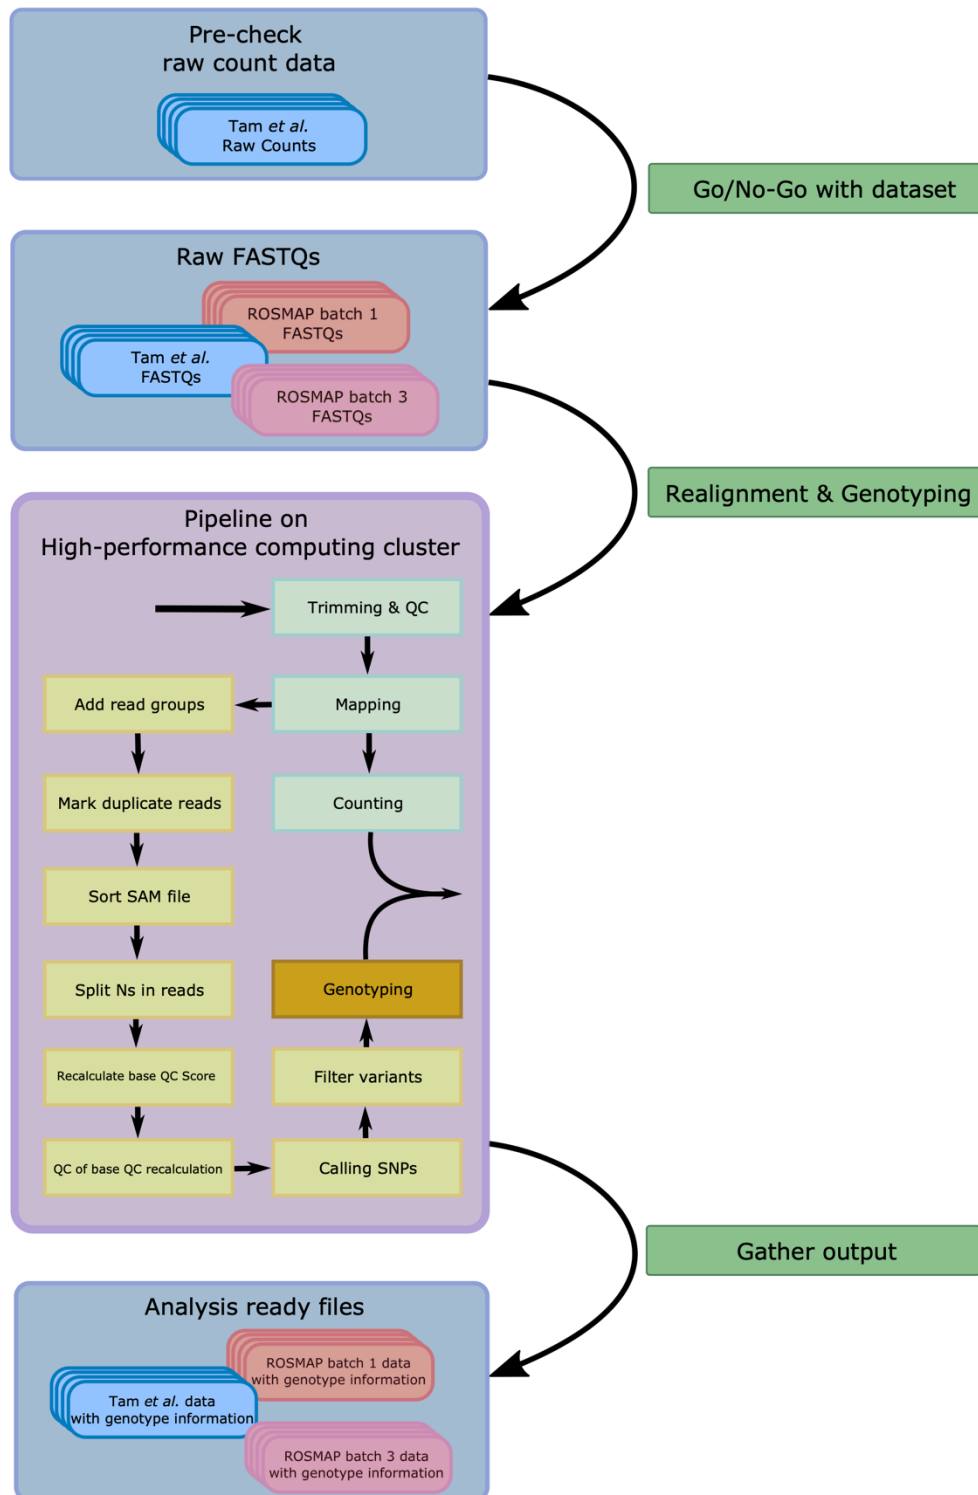 Pre-check
raw count data
Tam et al.
Raw Counts
Go/No-Go with dataset
Raw FASTQs
ROSMAP batch 1
FASTQs
Tam et al.
FASTQs
ROSMAP batch 3
FASTQs
Realignment & Genotyping
Pipeline on
High-performance computing cluster
Trimming & QC
Add read groups
Mapping
Mark duplicate reads
Counting
Sort SAM file
Split Ns in reads
Genotyping
Recalculate base QC Score
Filter variants
QC of base QC recalculation
Calling SNPs
Gather output
Analysis ready files
ROSMAP batch 1 data
with genotype information
Tam et al. data
with genotype information
ROSMAP batch 3 data
with genotype information